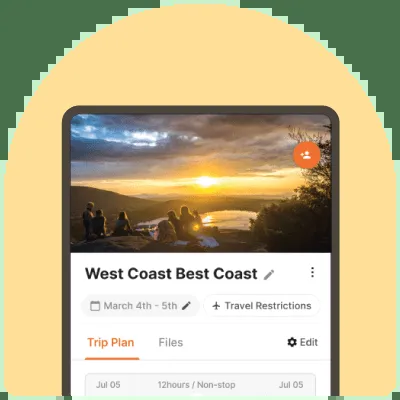 West Coast Best Coast
March 4th - 5th Travel Restrictions
Trip Plan Files Edit
Jul 05 12hours / Non-stop Jul 05